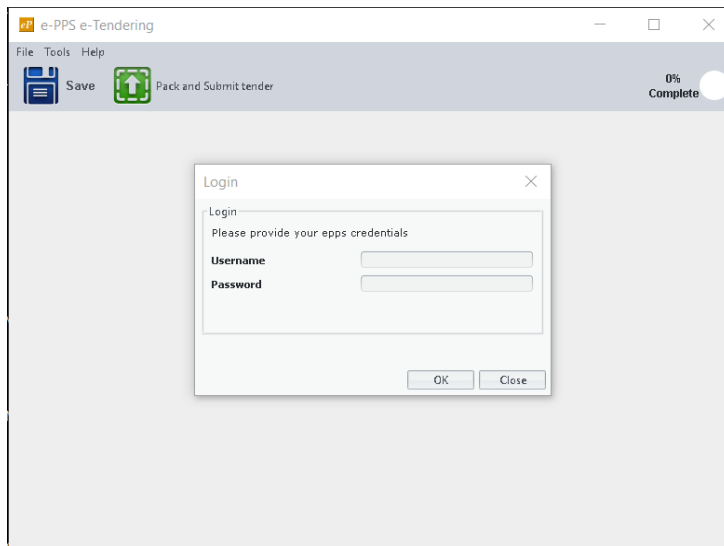 eP e-PPS e-Tendering
File Tools Help
Save Pack and Submit tender
0%
Complete
Login
Login
Please provide your epps credentials
Username
Password
OK Close